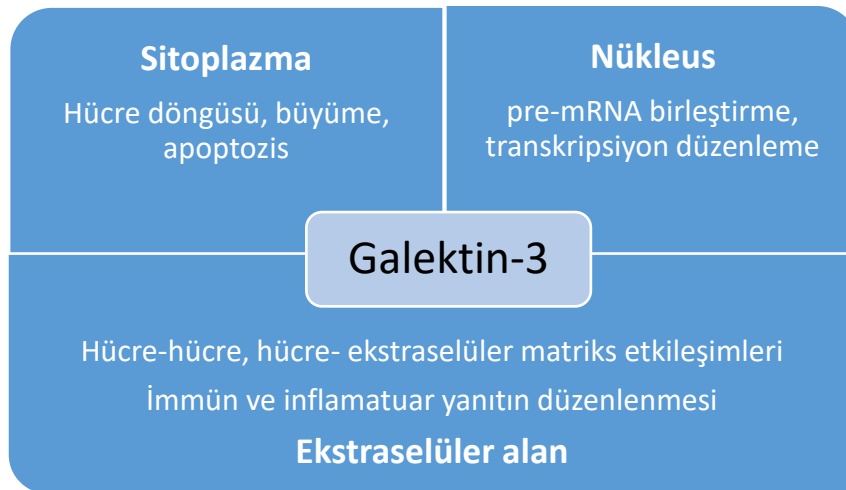 Sitoplazma
Hücre döngüsü, büyüme,
apoptozis
Nükleus
pre-mRNA birleştirme,
transkripsiyon düzenleme
Galektin-3
Hücre-hücre, hücre- ekstraselüler matriks etkileşimleri
İmmün ve inflamatuar yanıtın düzenlenmesi
Ekstraselüler alan